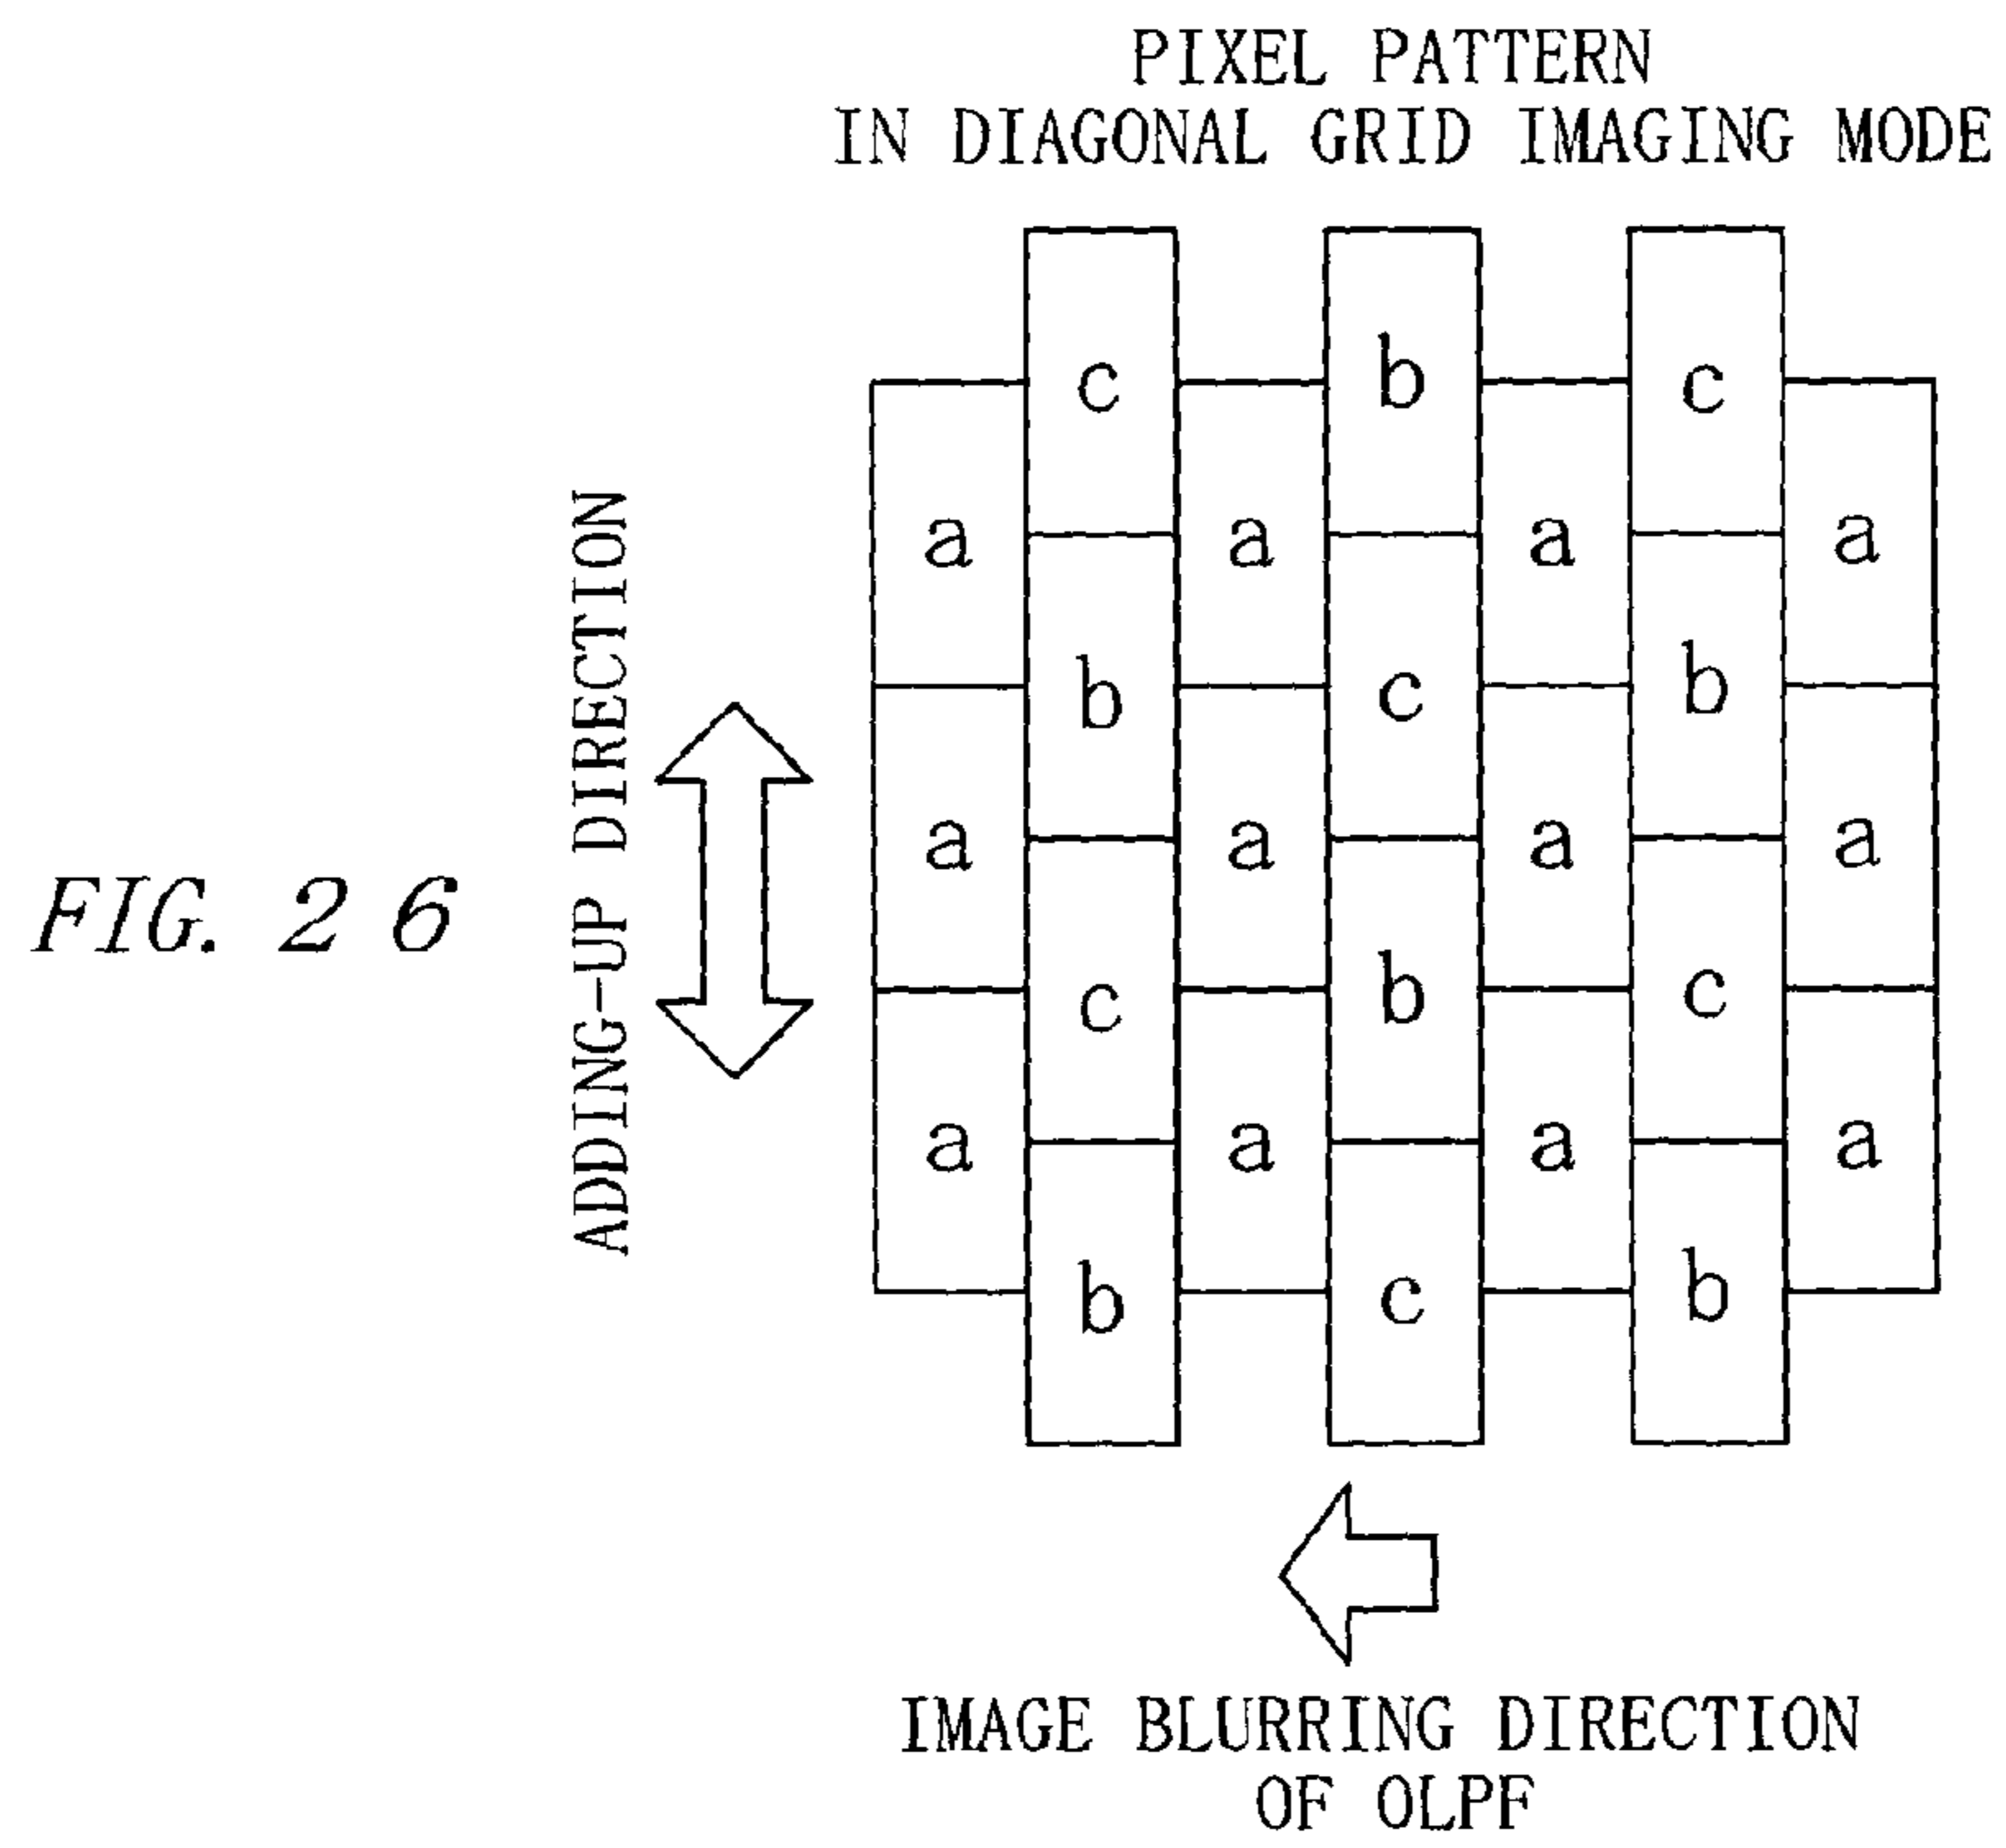 PIXEL PATTERN
IN DIAGONAL GRID IMAGING MODE
FIG. 26
ADDING-UP DIRECTION
c b c
a a a a
b c b
a a a a
c b c
a a a a
b c b
IMAGE BLURRING DIRECTION
OF OLPF